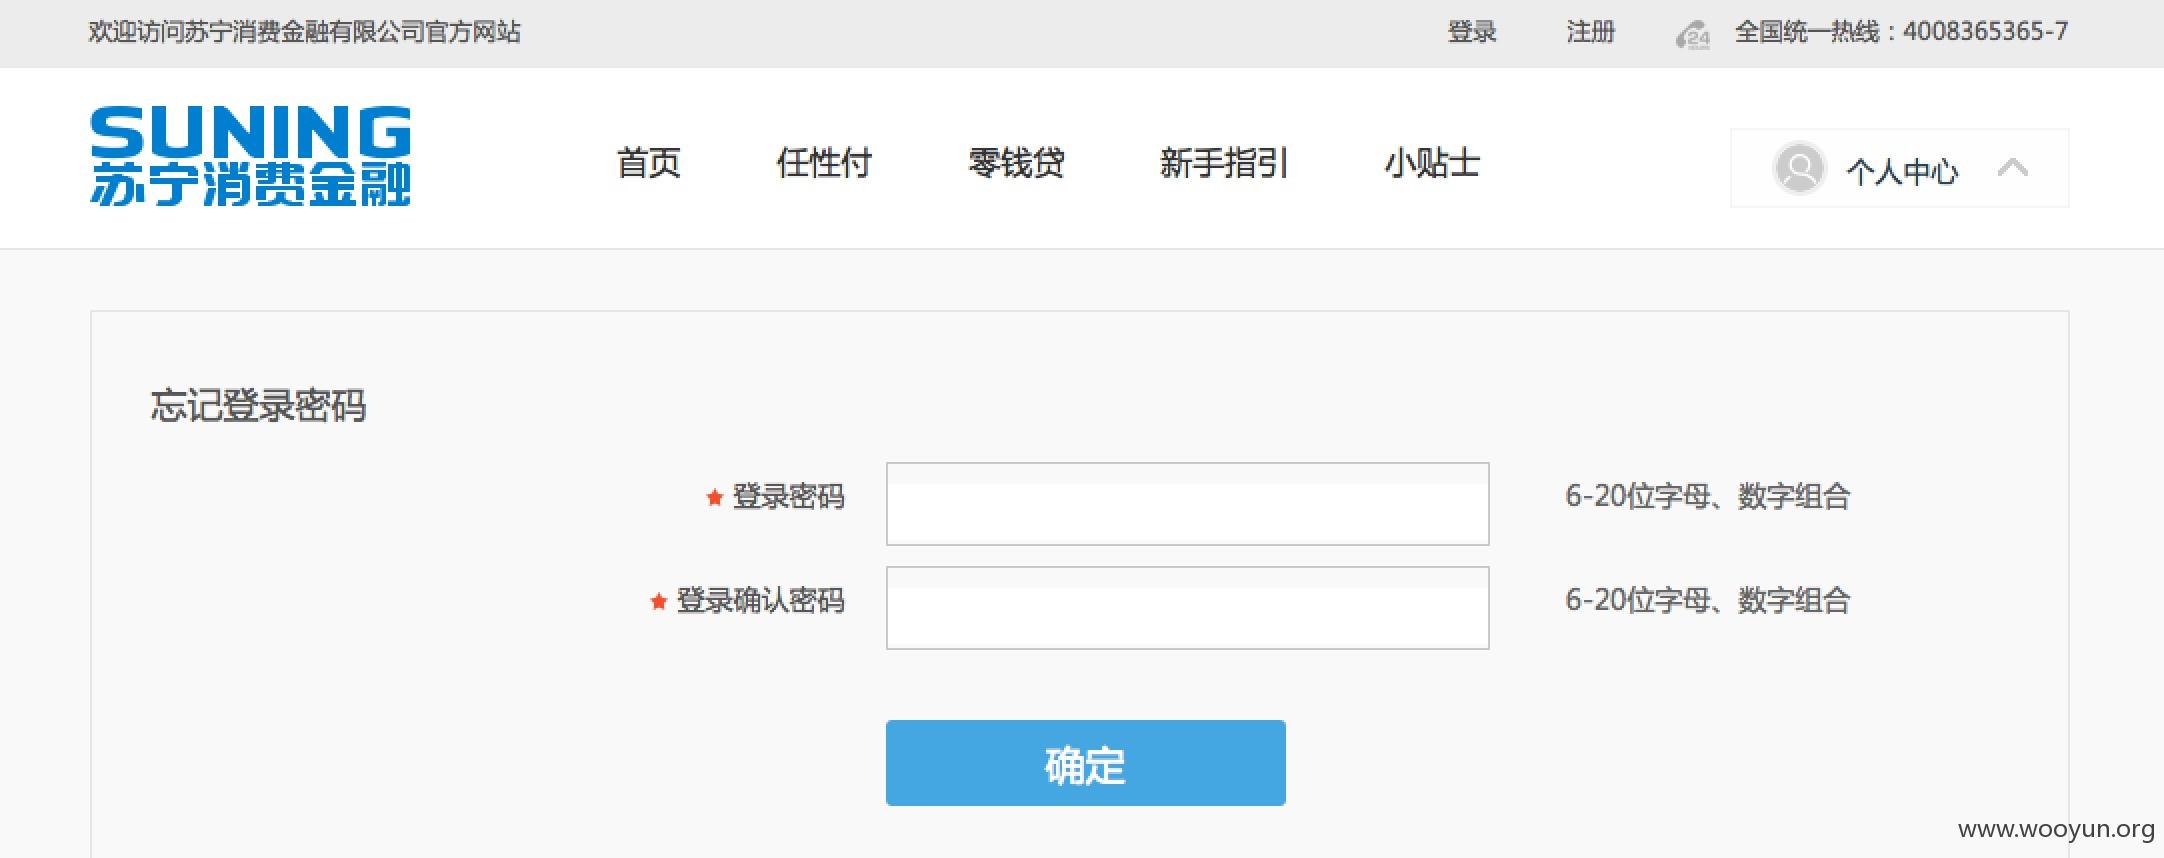 欢迎访问苏宁消费金融有限公司官方网站 登录 注册 24 全国统一热线：4008365365-7
SUNING
苏宁消费金融
首页 任性付 零钱贷 新手指引 小贴士 个人中心
忘记登录密码
★ 登录密码 6-20位字母、数字组合
★ 登录确认密码 6-20位字母、数字组合
确定
www.wooyun.org